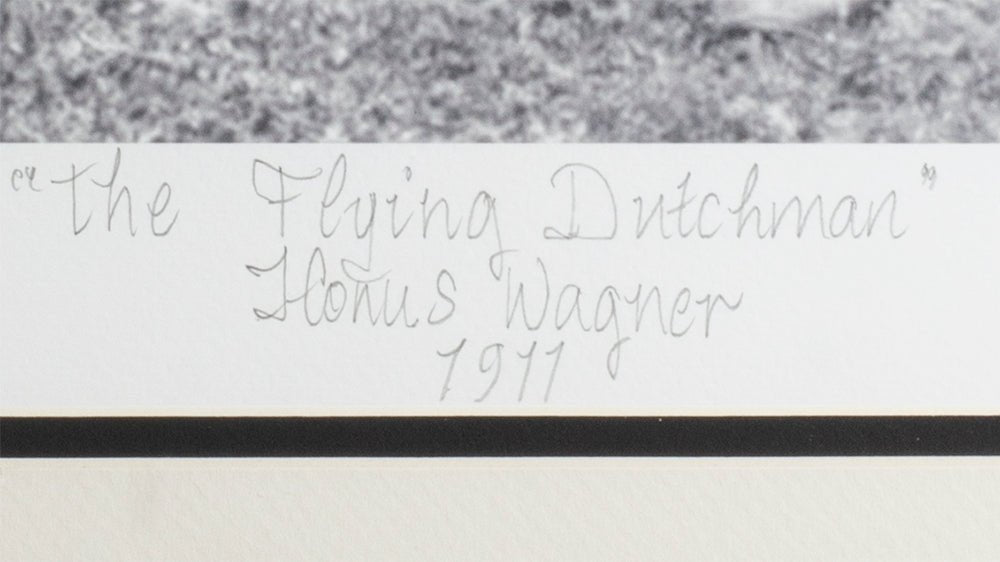 "the Flying Dutchman"
Honus Wagner
1911